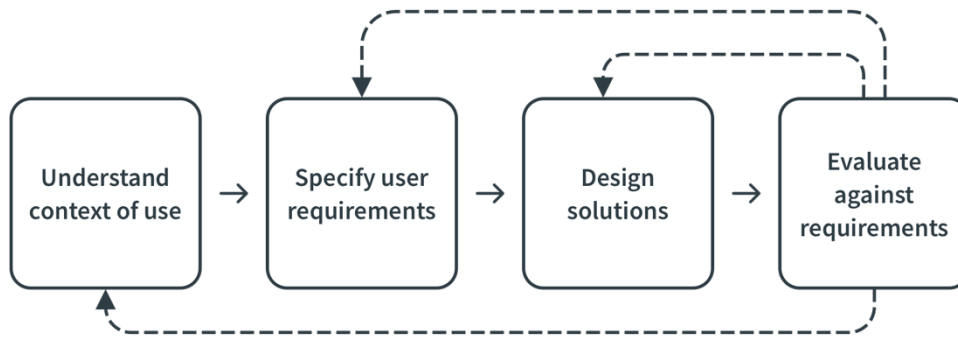 Understand
context of use
Specify user
requirements
Design
solutions
Evaluate
against
requirements